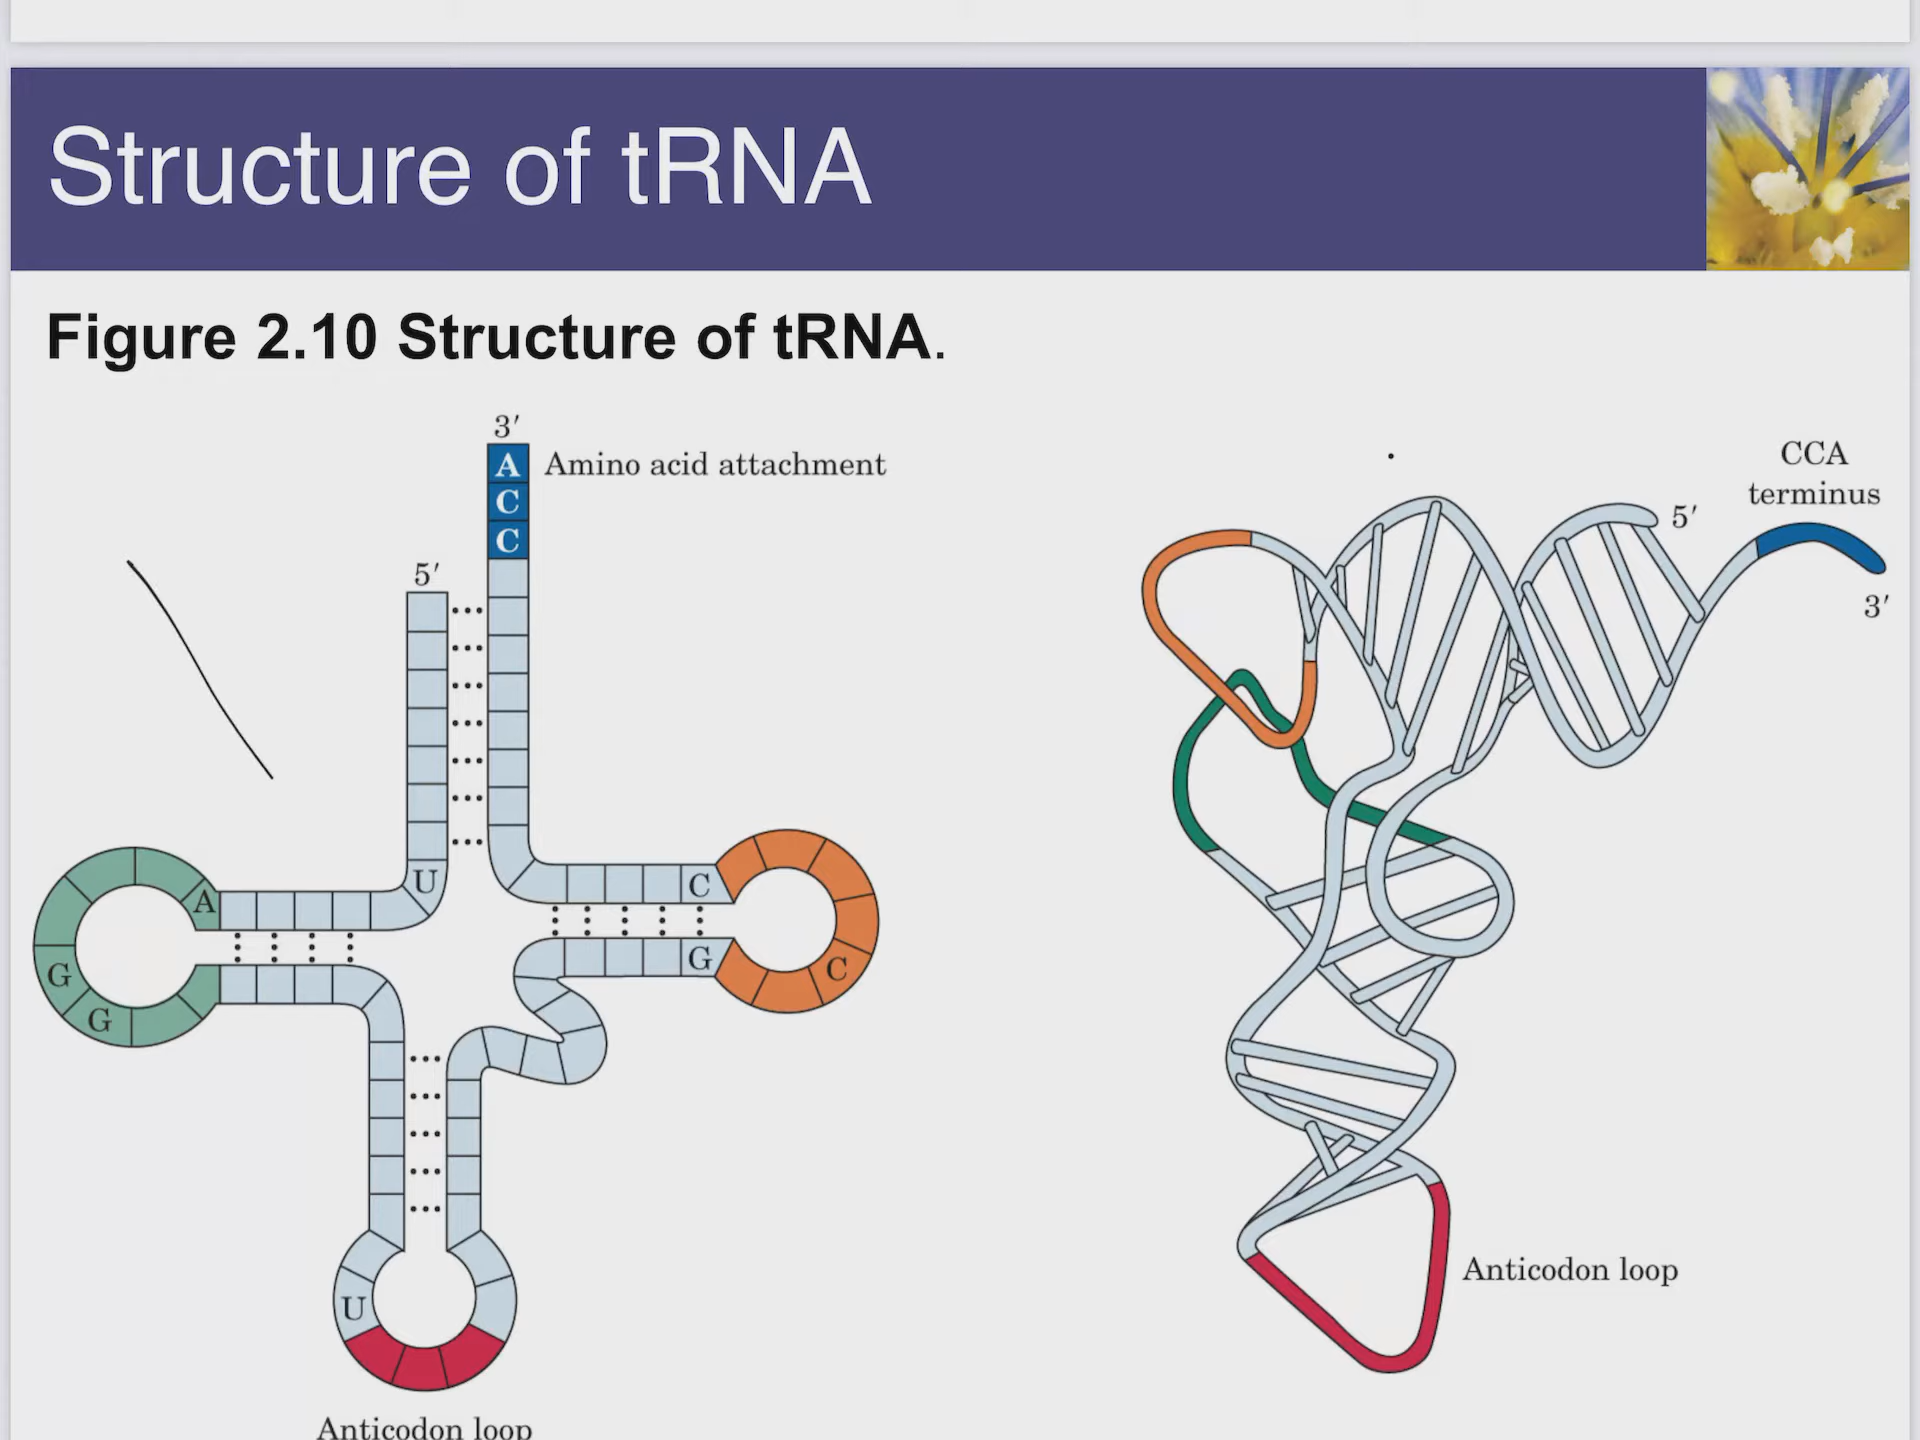 Structure of tRNA
Figure 2.10 Structure of tRNA.
3′
A Amino acid attachment
C
C
5′
U
A
G
G
C
G
C
U
Anticodon loop
CCA
terminus
5′
3′
Anticodon loop